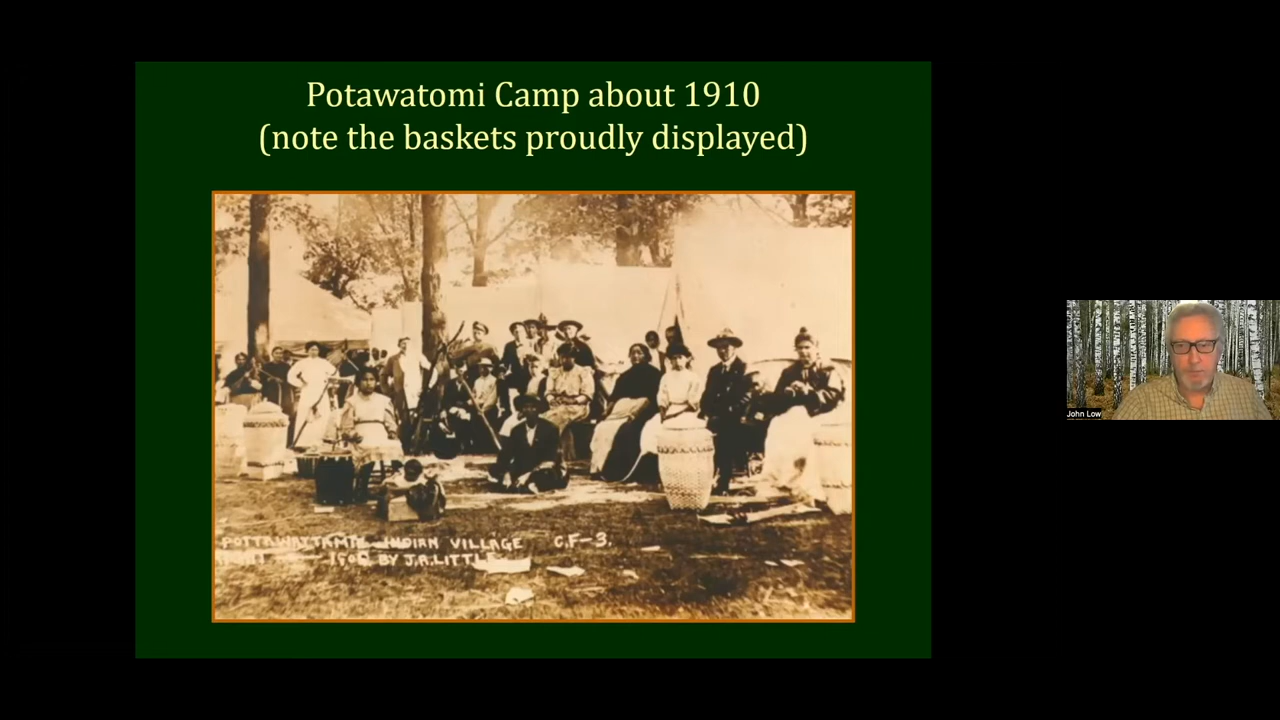 Potawatomi Camp about 1910
(note the baskets proudly displayed)
POTTAWATTAMIE INDIAN VILLAGE C.F-3.
BY J.A.LITTLE
John Low